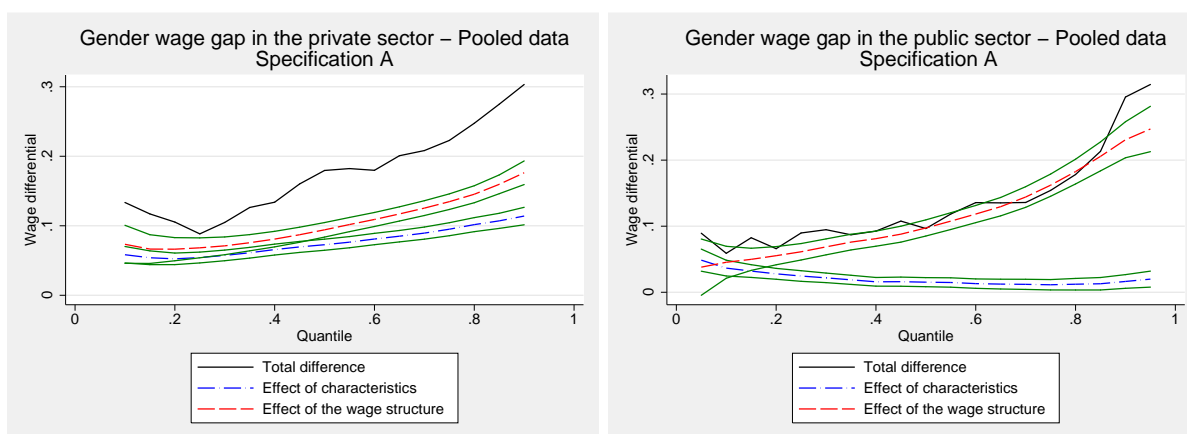 Gender wage gap in the private sector – Pooled data
Specification A
Wage differential
.3
.2
.1
0
0
.2
.4
.6
.8
1
Quantile
Total difference
Effect of characteristics
Effect of the wage structure
Gender wage gap in the public sector – Pooled data
Specification A
Wage differential
.3
.2
.1
0
0
.2
.4
.6
.8
1
Quantile
Total difference
Effect of characteristics
Effect of the wage structure